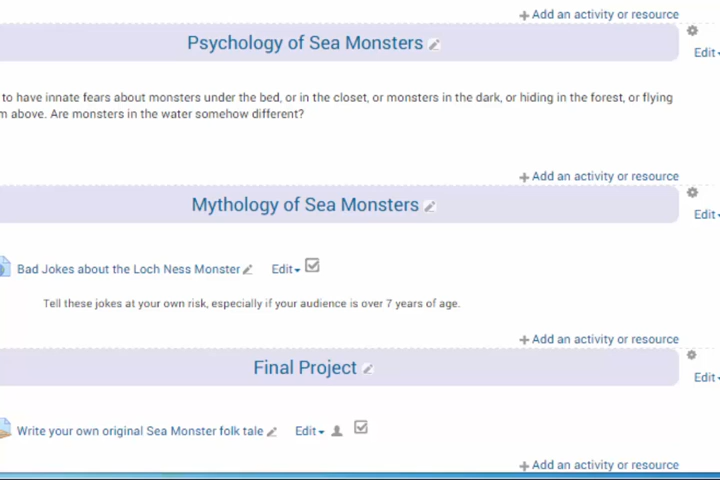 Add an activity or resource
Psychology of Sea Monsters
Edit
to have innate fears about monsters under the bed, or in the closet, or monsters in the dark, or hiding in the forest, or flying
above. Are monsters in the water somehow different?
Add an activity or resource
Mythology of Sea Monsters
Edit
Bad Jokes about the Loch Ness Monster Edit
Tell these jokes at your own risk, especially if your audience is over 7 years of age.
Add an activity or resource
Final Project
Edit
Write your own original Sea Monster folk tale Edit
Add an activity or resource